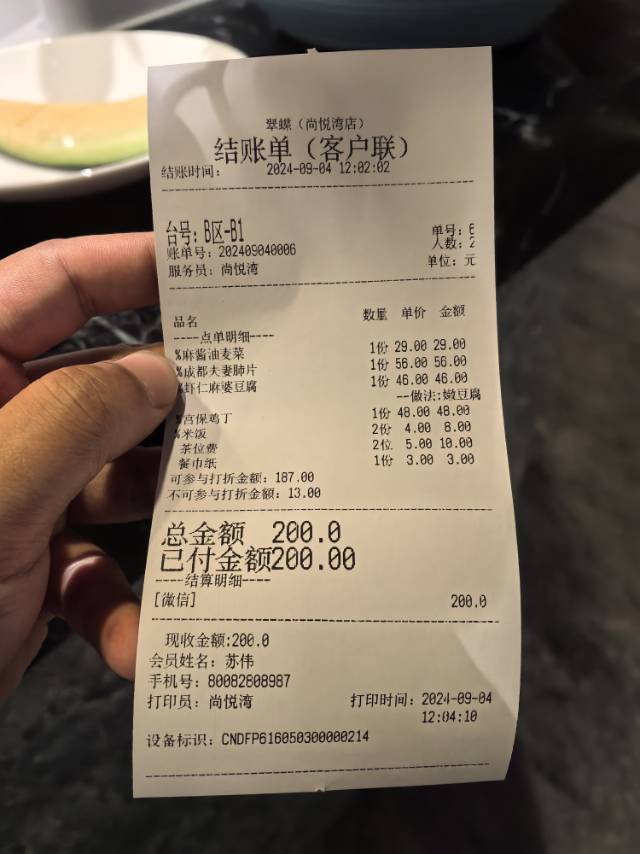 翠蝶（尚悦湾店）
结账单（客户联）
结账时间： 2024-09-04 12:02:02
台号：B区-B1 单号：6
账单号：202409040006 人数：2
服务员：尚悦湾 单位：元
品名 数量 单价 金额
----点单明细----
%麻酱油麦菜 1份 29.00 29.00
%成都夫妻肺片 1份 56.00 56.00
%虾仁麻婆豆腐 1份 46.00 46.00
--做法:嫩豆腐
%宫保鸡丁 1份 48.00 48.00
%米饭 2份 4.00 8.00
茶位费 2位 5.00 10.00
餐巾纸 1份 3.00 3.00
可参与打折金额：187.00
不可参与打折金额：13.00
总金额 200.0
已付金额200.00
----结算明细----
[微信] 200.0
现收金额:200.0
会员姓名：苏伟
手机号：80082808987
打印员：尚悦湾 打印时间：2024-09-04
12:04:10
设备标识：CNDFP616050300000214